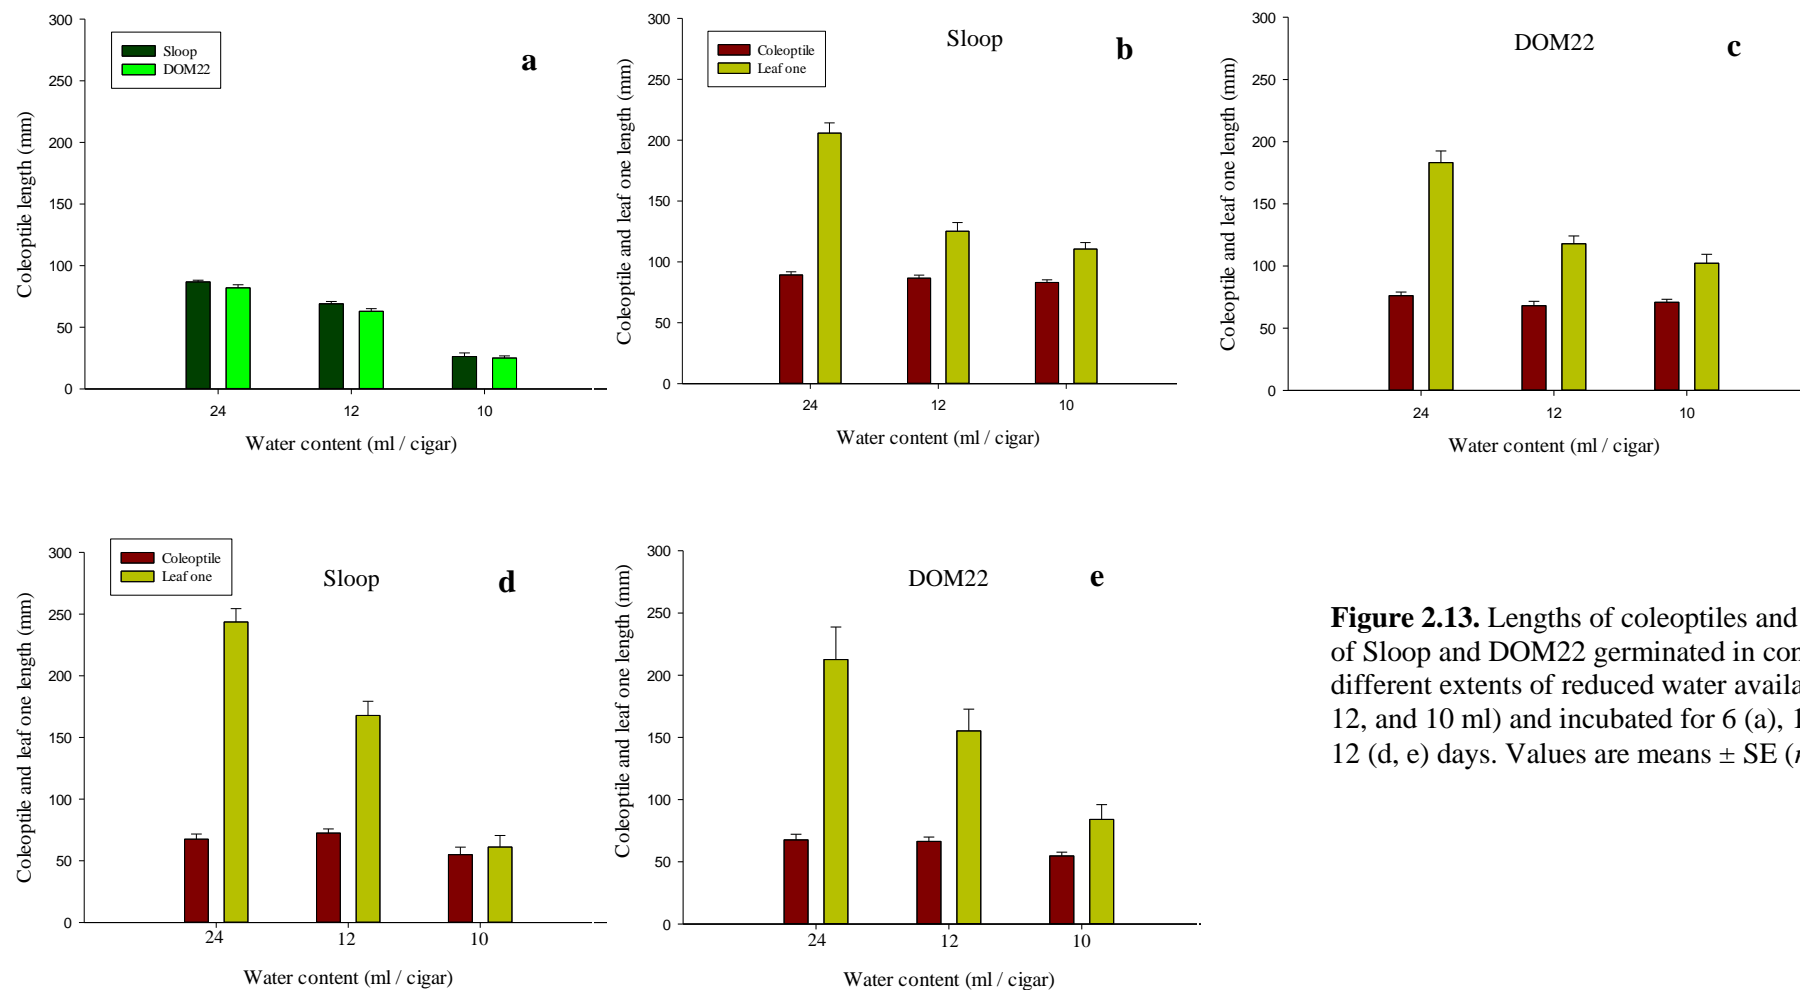 300
250
200
150
100
50
0
Coleoptile length (mm)
Sloop
DOM22
a
24 12 10
Water content (ml / cigar)
300
250
200
150
100
50
0
Coleoptile and leaf one length (mm)
Coleoptile
Leaf one
Sloop
b
24 12 10
Water content (ml / cigar)
300
250
200
150
100
50
0
Coleoptile and leaf one length (mm)
DOM22
c
24 12 10
Water content (ml / cigar)
300
250
200
150
100
50
0
Coleoptile and leaf one length (mm)
Coleoptile
Leaf one
Sloop
d
24 12 10
Water content (ml / cigar)
300
250
200
150
100
50
0
Coleoptile and leaf one length (mm)
DOM22
e
24 12 10
Water content (ml / cigar)
Figure 2.13. Lengths of coleoptiles and
of Sloop and DOM22 germinated in
different extents of reduced water
12, and 10 ml) and incubated for 6 (a),
12 (d, e) days. Values are means ± SE